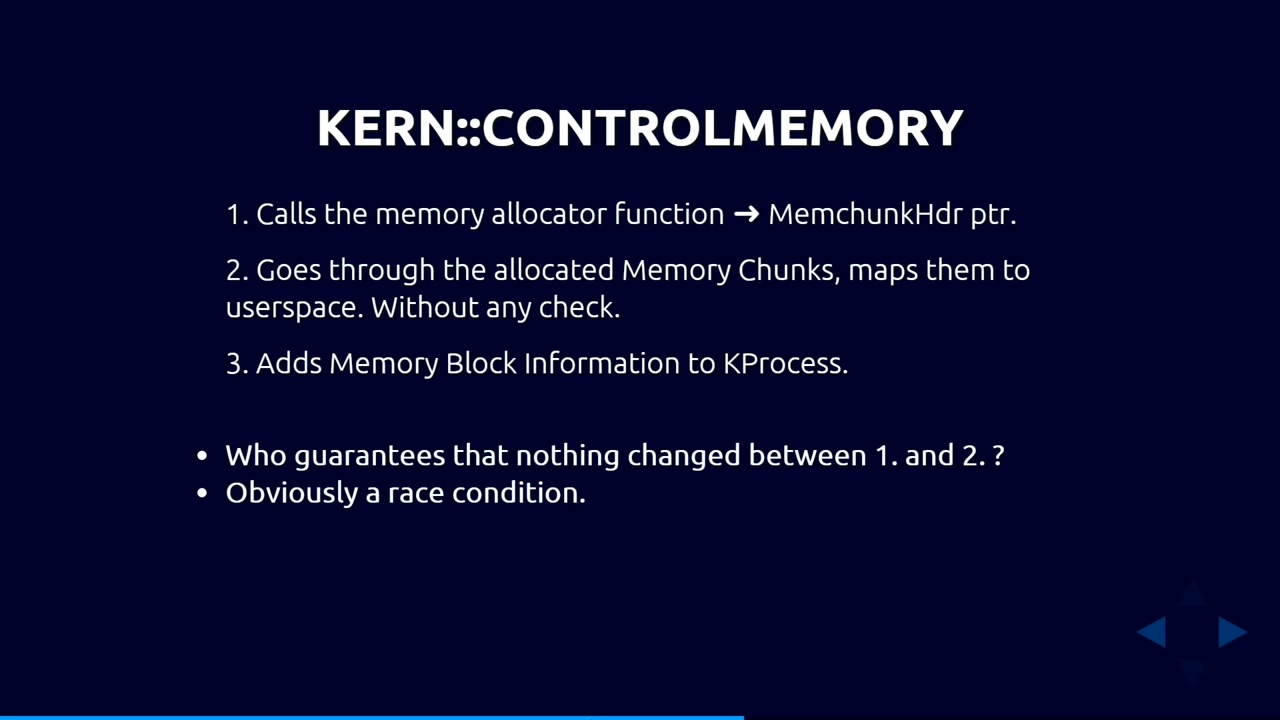 KERN::CONTROLMEMORY
1. Calls the memory allocator function ➜ MemchunkHdr ptr.
2. Goes through the allocated Memory Chunks, maps them to
userspace. Without any check.
3. Adds Memory Block Information to KProcess.
• Who guarantees that nothing changed between 1. and 2. ?
• Obviously a race condition.